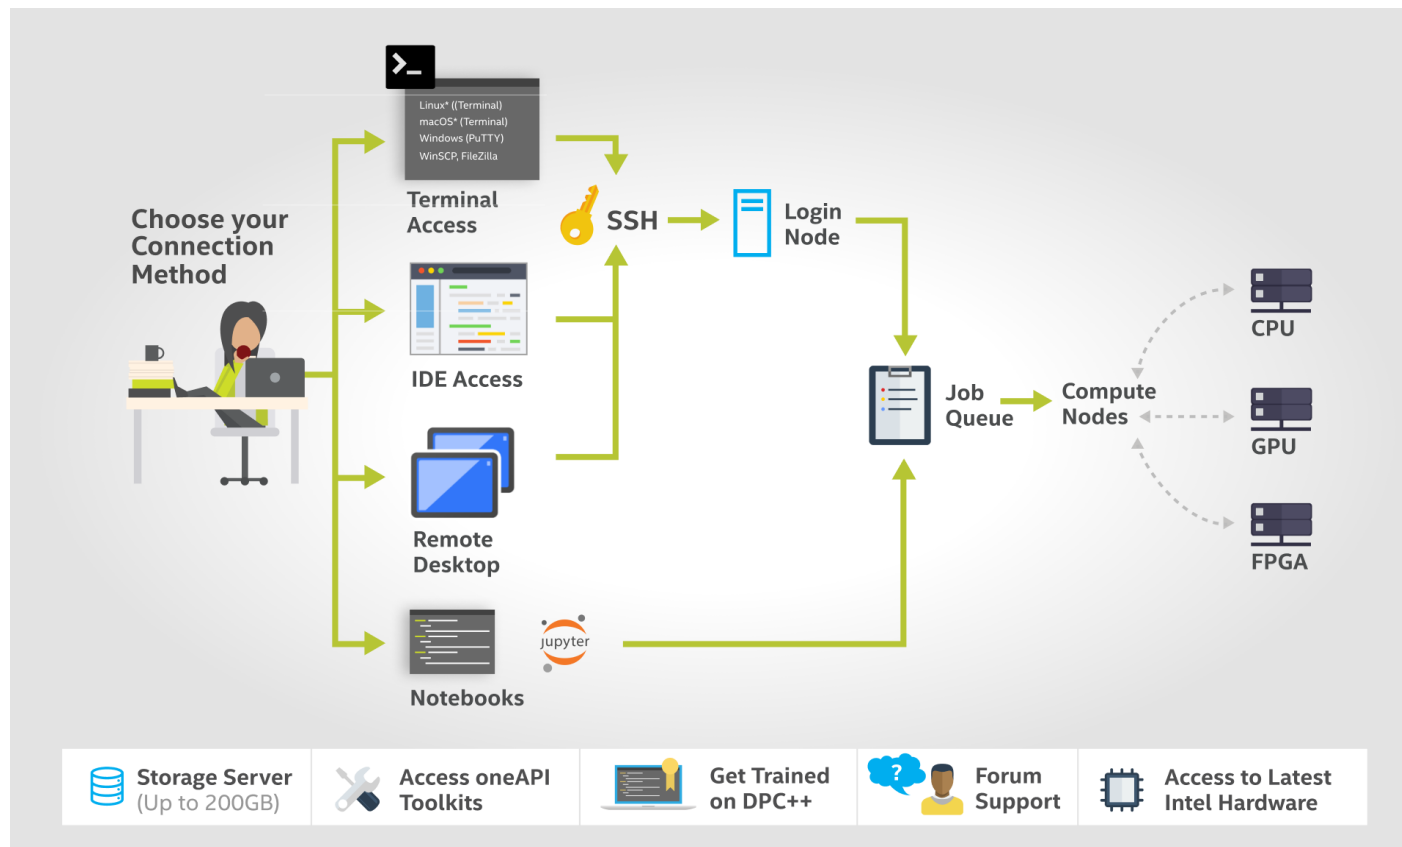 Linux* ((Terminal)
macOS* (Terminal)
Windows (PuTTY)
WinSCP, FileZilla
Terminal
Access
Choose your
Connection
Method
SSH
Login
Node
IDE Access
Job
Queue
Compute
Nodes
CPU
GPU
FPGA
Remote
Desktop
jupyter
Notebooks
Storage Server
(Up to 200GB)
Access oneAPI
Toolkits
Get Trained
on DPC++
?
Forum
Support
Access to Latest
Intel Hardware